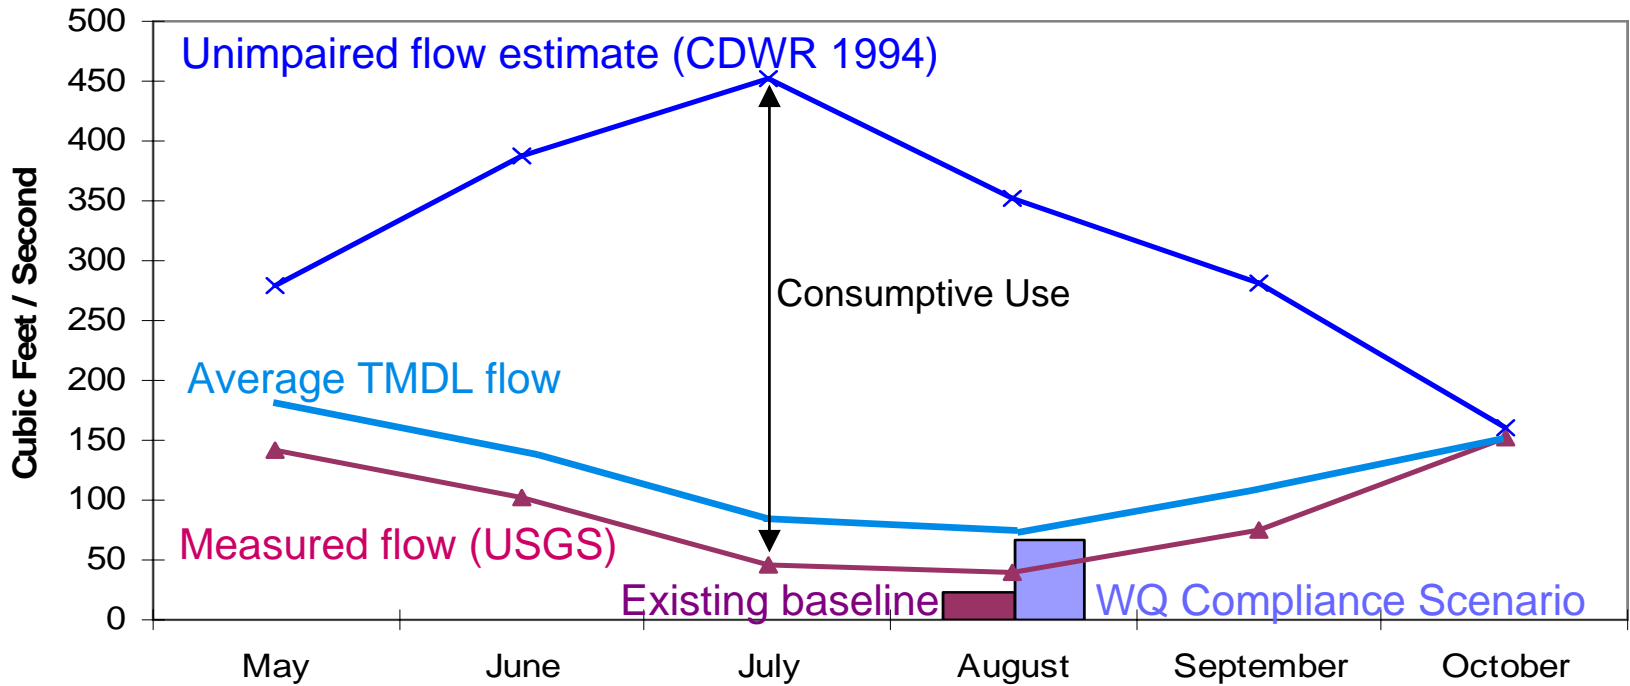 500
Unimpaired flow estimate (CDWR 1994)
450
400
350
300
Consumptive Use
250
200
Average TMDL flow
150
100
Measured flow (USGS)
50
Existing baseline
WQ Compliance Scenario
0
Cubic Feet / Second
May June July August September October